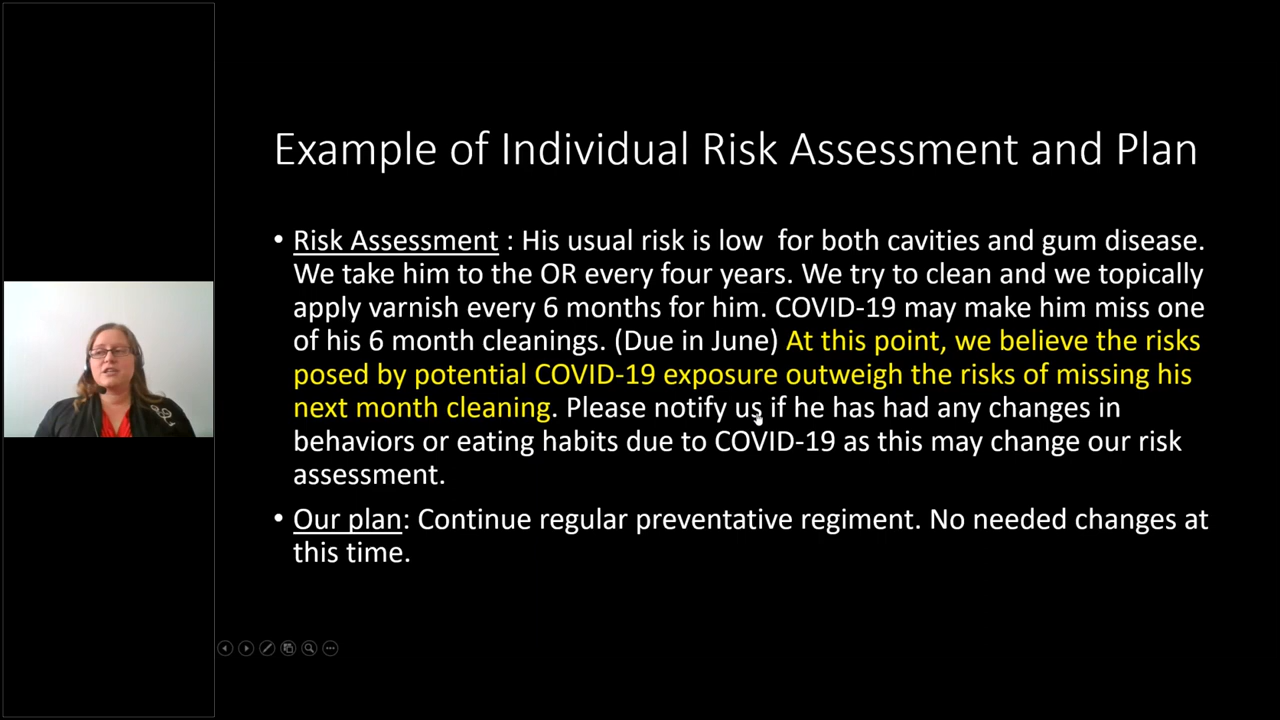 Example of Individual Risk Assessment and Plan
• Risk Assessment : His usual risk is low  for both cavities and gum disease.
We take him to the OR every four years. We try to clean and we topically
apply varnish every 6 months for him. COVID-19 may make him miss one
of his 6 month cleanings. (Due in June) At this point, we believe the risks
posed by potential COVID-19 exposure outweigh the risks of missing his
next month cleaning. Please notify us if he has had any changes in
behaviors or eating habits due to COVID-19 as this may change our risk
assessment.
• Our plan: Continue regular preventative regiment. No needed changes at
this time.